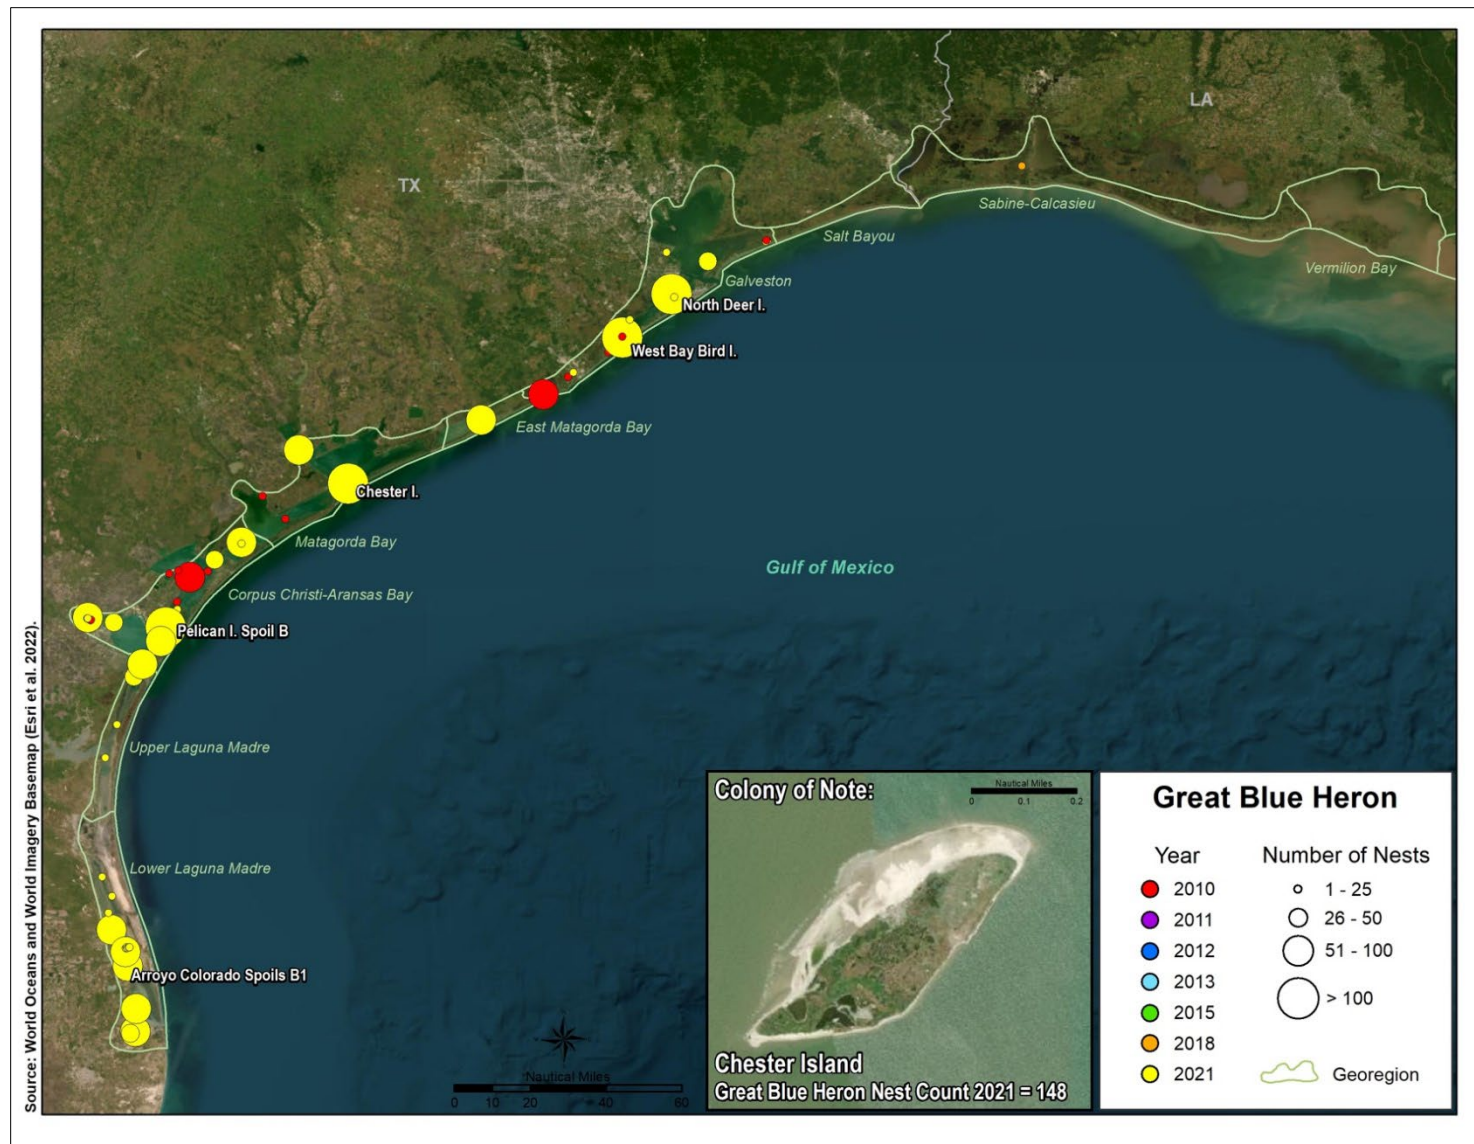 LA
TX
Sabine-Calcasieu
Salt Bayou
Vermilion Bay
Galveston
North Deer I.
West Bay Bird I.
East Matagorda Bay
Chester I.
Matagorda Bay
Gulf of Mexico
Corpus Christi-Aransas Bay
Pelican I. Spoil B
Upper Laguna Madre
Lower Laguna Madre
Arroyo Colorado Spoils B1
Nautical Miles
0 10 20 40 60
Source: World Oceans and World Imagery Basemap (Esri et al. 2022).
Colony of Note:
Nautical Miles
0 0.1 0.2
Chester Island
Great Blue Heron Nest Count 2021 = 148
Great Blue Heron
Year
2010
2011
2012
2013
2015
2018
2021
Number of Nests
1 - 25
26 - 50
51 - 100
> 100
Georegion